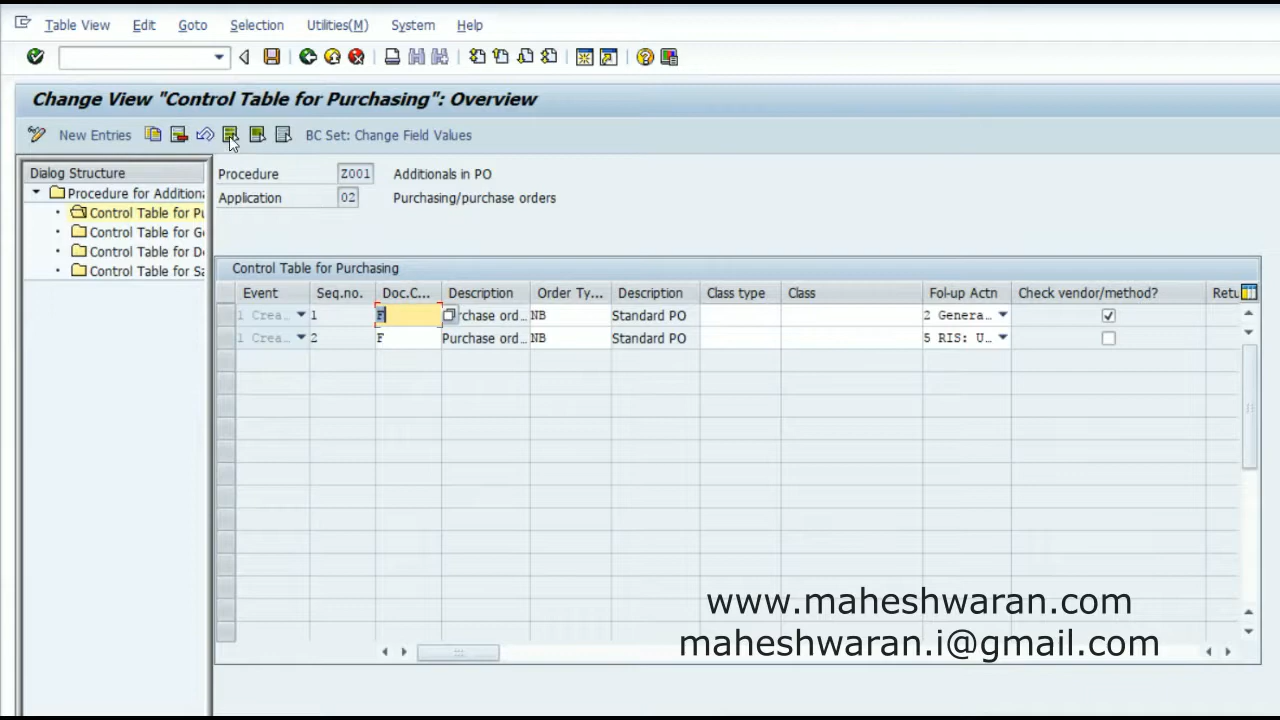 Table View Edit Goto Selection Utilities(M) System Help
Change View "Control Table for Purchasing": Overview
New Entries BC Set: Change Field Values
Dialog Structure
Procedure for Additiona
Control Table for Pu
Control Table for G
Control Table for D
Control Table for Sa
Procedure Z001 Additionals in PO
Application 02 Purchasing/purchase orders
Control Table for Purchasing
Event Seq.no. Doc.C... Description Order Ty... Description Class type Class Fol-up Actn Check vendor/method? Retu
1 Crea... 1 F rchase ord... NB Standard PO 2 Genera...
1 Crea... 2 F Purchase ord... NB Standard PO 5 RIS: U...
www.maheshwaran.com
maheshwaran.i@gmail.com